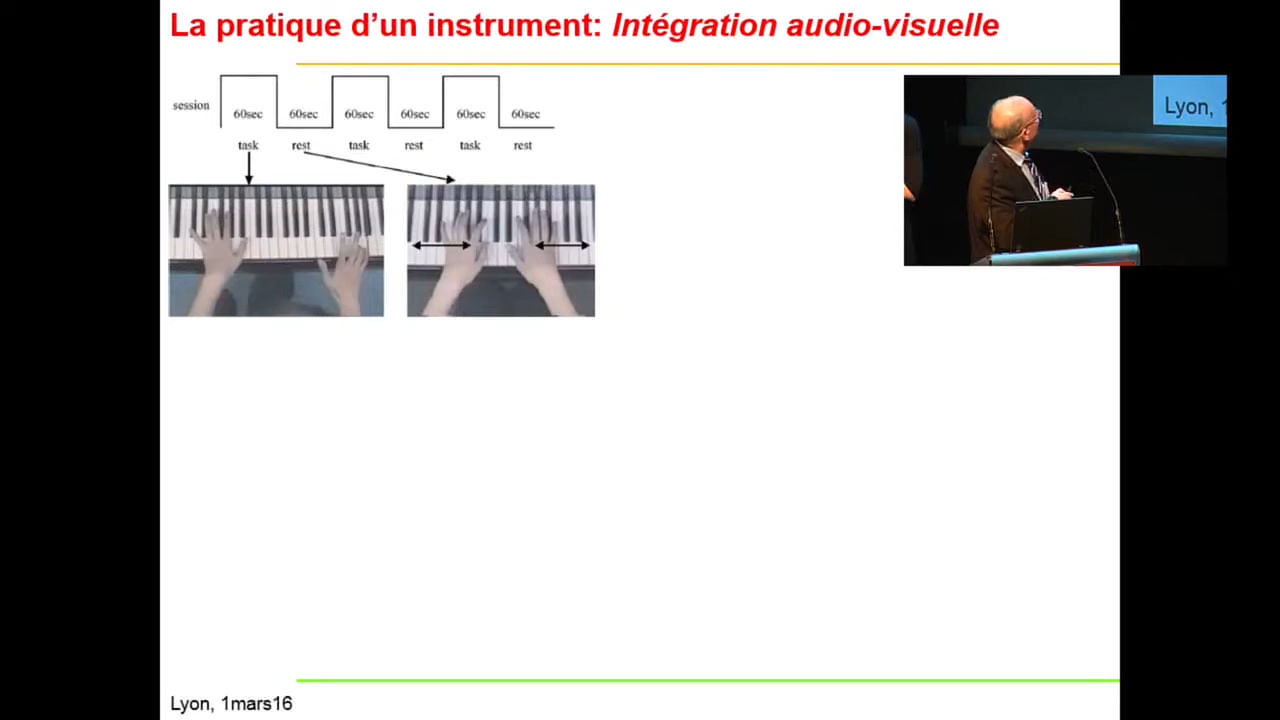 La pratique d’un instrument: Intégration audio-visuelle
session
60sec 60sec 60sec 60sec 60sec 60sec
task rest task rest task rest
Lyon,
Lyon, 1mars16